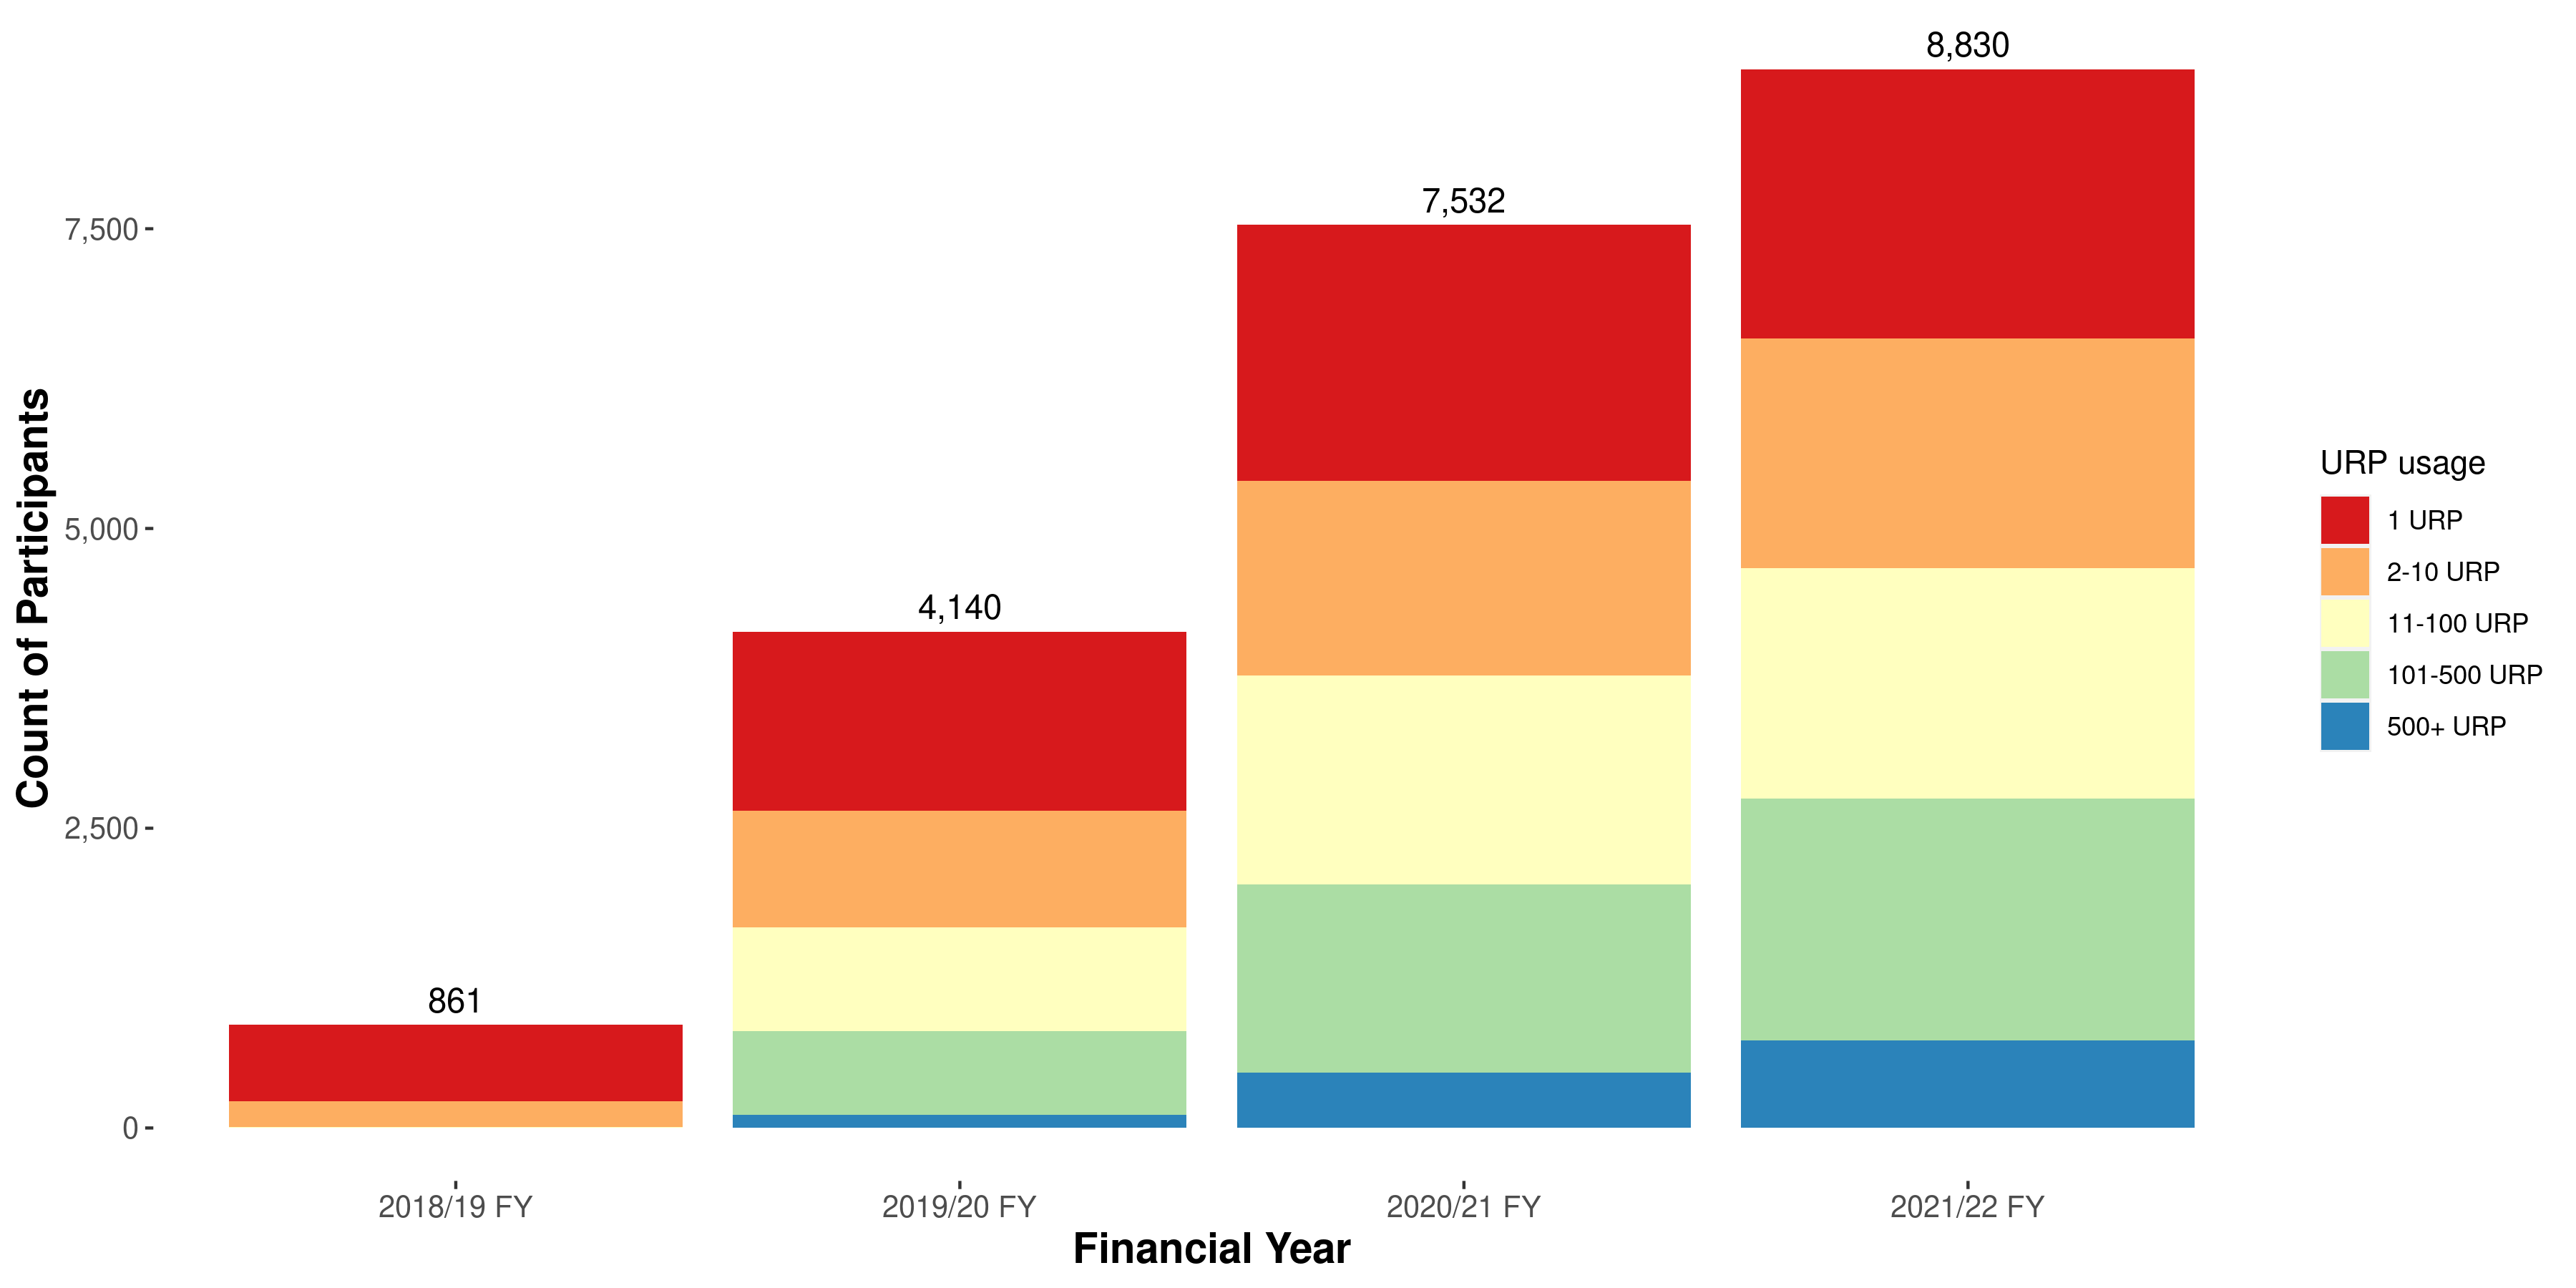 8,830
7,532
4,140
861
7,500
5,000
2,500
0
Count of Participants
2018/19 FY
2019/20 FY
2020/21 FY
2021/22 FY
Financial Year
URP usage
1 URP
2-10 URP
11-100 URP
101-500 URP
500+ URP